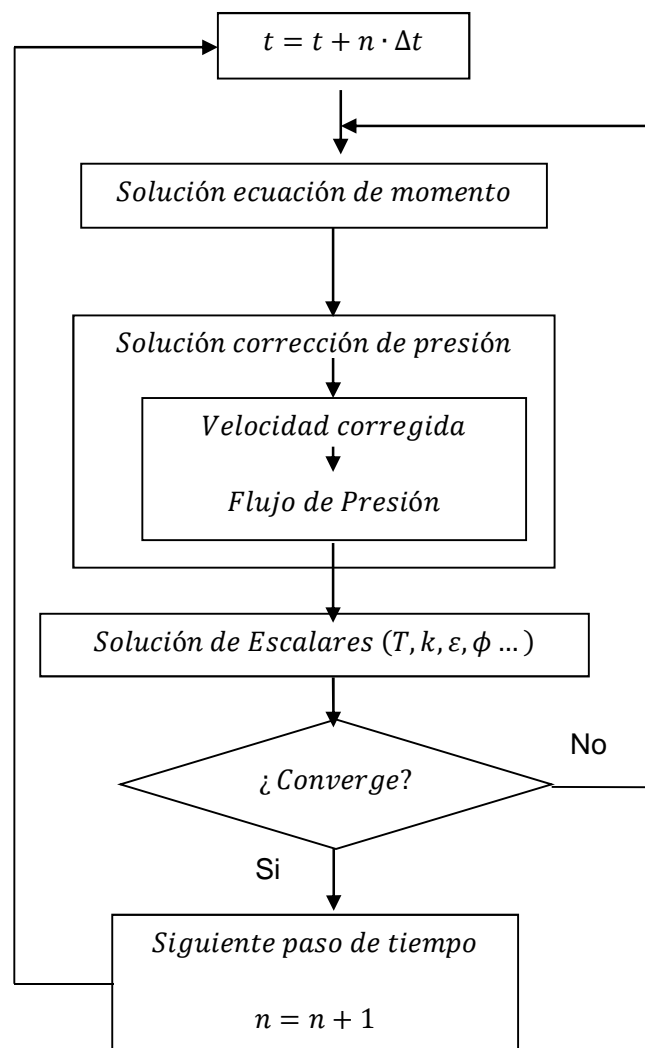 t = t + n · Δt
Solución ecuación de momento
Solución corrección de presión
Velocidad corregida
Flujo de Presión
Solución de Escalares (T, k, ε, ϕ … )
No
¿ Converge?
Si
Siguiente paso de tiempo
n = n + 1